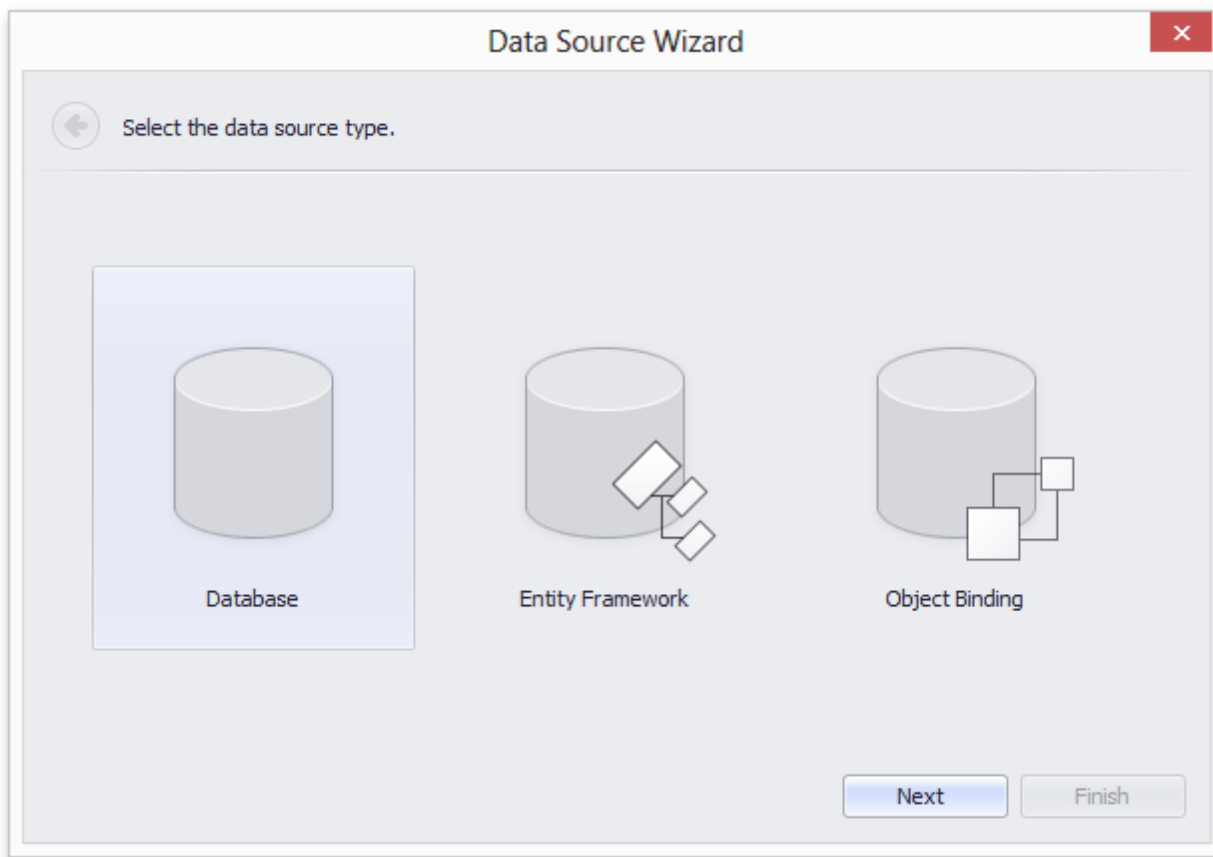 Data Source Wizard
Select the data source type.
Database
Entity Framework
Object Binding
Next
Finish